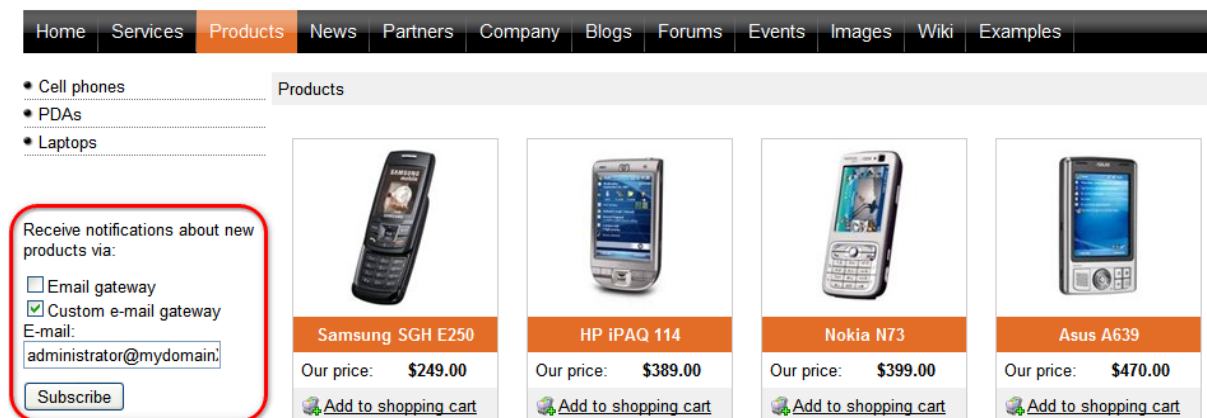 Home Services Products News Partners Company Blogs Forums Events Images Wiki Examples
Cell phones
PDAs
Laptops
Products
Receive notifications about new
products via:
Email gateway
Custom e-mail gateway
E-mail:
administrator@mydomain
Subscribe
SAMSUNG
Samsung SGH E250 HP iPAQ 114 Nokia N73 Asus A639
Our price: $249.00 Our price: $389.00 Our price: $399.00 Our price: $470.00
Add to shopping cart Add to shopping cart Add to shopping cart Add to shopping cart